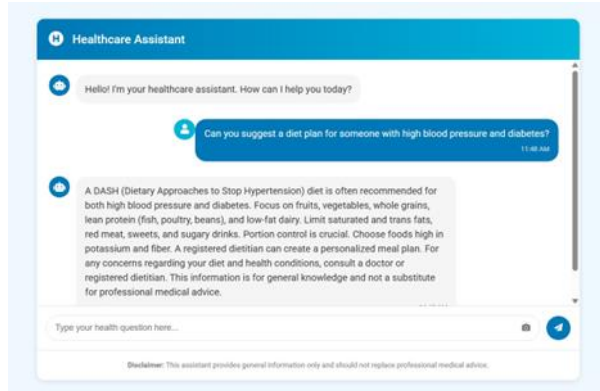 H Healthcare Assistant
Hello! I'm your healthcare assistant. How can I help you today?
Can you suggest a diet plan for someone with high blood pressure and diabetes?
11:48 AM
A DASH (Dietary Approaches to Stop Hypertension) diet is often recommended for
both high blood pressure and diabetes. Focus on fruits, vegetables, whole grains,
lean protein (fish, poultry, beans), and low-fat dairy. Limit saturated and trans fats,
red meat, sweets, and sugary drinks. Portion control is crucial. Choose foods high in
potassium and fiber. A registered dietitian can create a personalized meal plan. For
any concerns regarding your diet and health conditions, consult a doctor or
registered dietitian. This information is for general knowledge and not a substitute
for professional medical advice.
Type your health question here...
Disclaimer: This assistant provides general information only and should not replace professional medical advice.